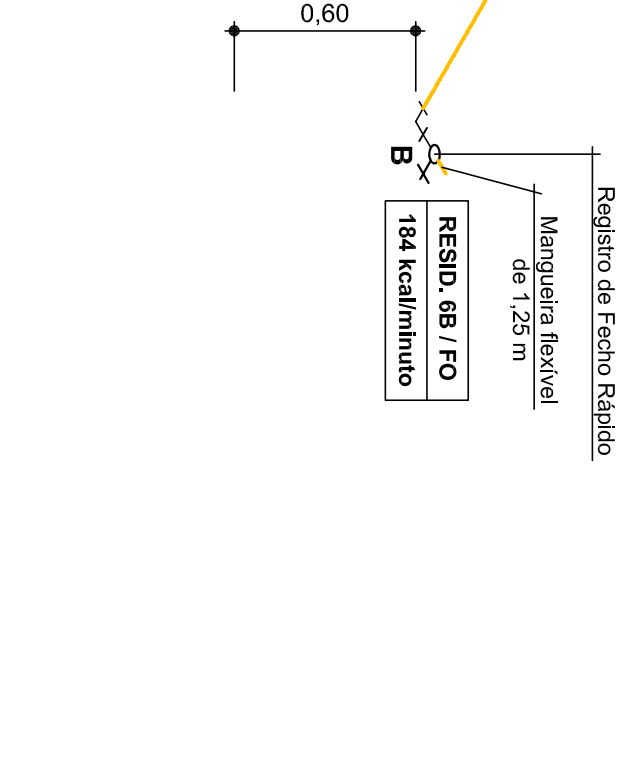 0,60
B
RESID. 6B / FO
184 kcal/minuto
Mangueira flexível
de 1,25 m
Registro de Fecho Rápido